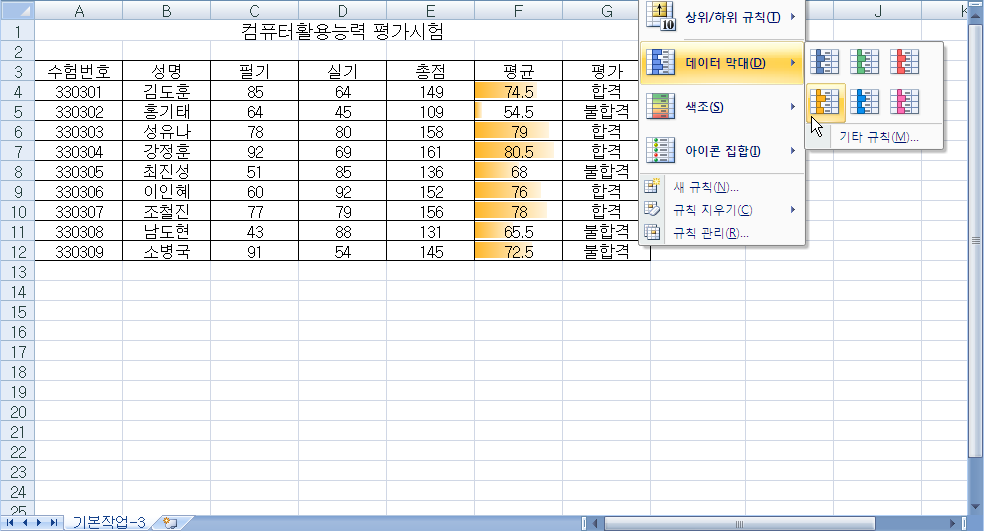 상위/하위 규칙(T)
A B C D E F G J K
1 컴퓨터활용능력 평가시험
2 데이터 막대(D)
3 수험번호 성명 필기 실기 총점 평균 평가
4 330301 김도훈 85 64 149 74.5 합격
5 330302 홍기태 64 45 109 54.5 불합격 색조(S)
6 330303 성유나 78 80 158 79 합격 기타 규칙(M)...
7 330304 강정훈 92 69 161 80.5 합격 아이콘 집합(I)
8 330305 최진성 51 85 136 68 불합격
9 330306 이인혜 60 92 152 76 합격 새 규칙(N)...
10 330307 조철진 77 79 156 78 합격 규칙 지우기(C)
11 330308 남도현 43 88 131 65.5 불합격 규칙 관리(R)...
12 330309 소병국 91 54 145 72.5 불합격
13
14
15
16
17
18
19
20
21
22
23
24
25
기본작업-3